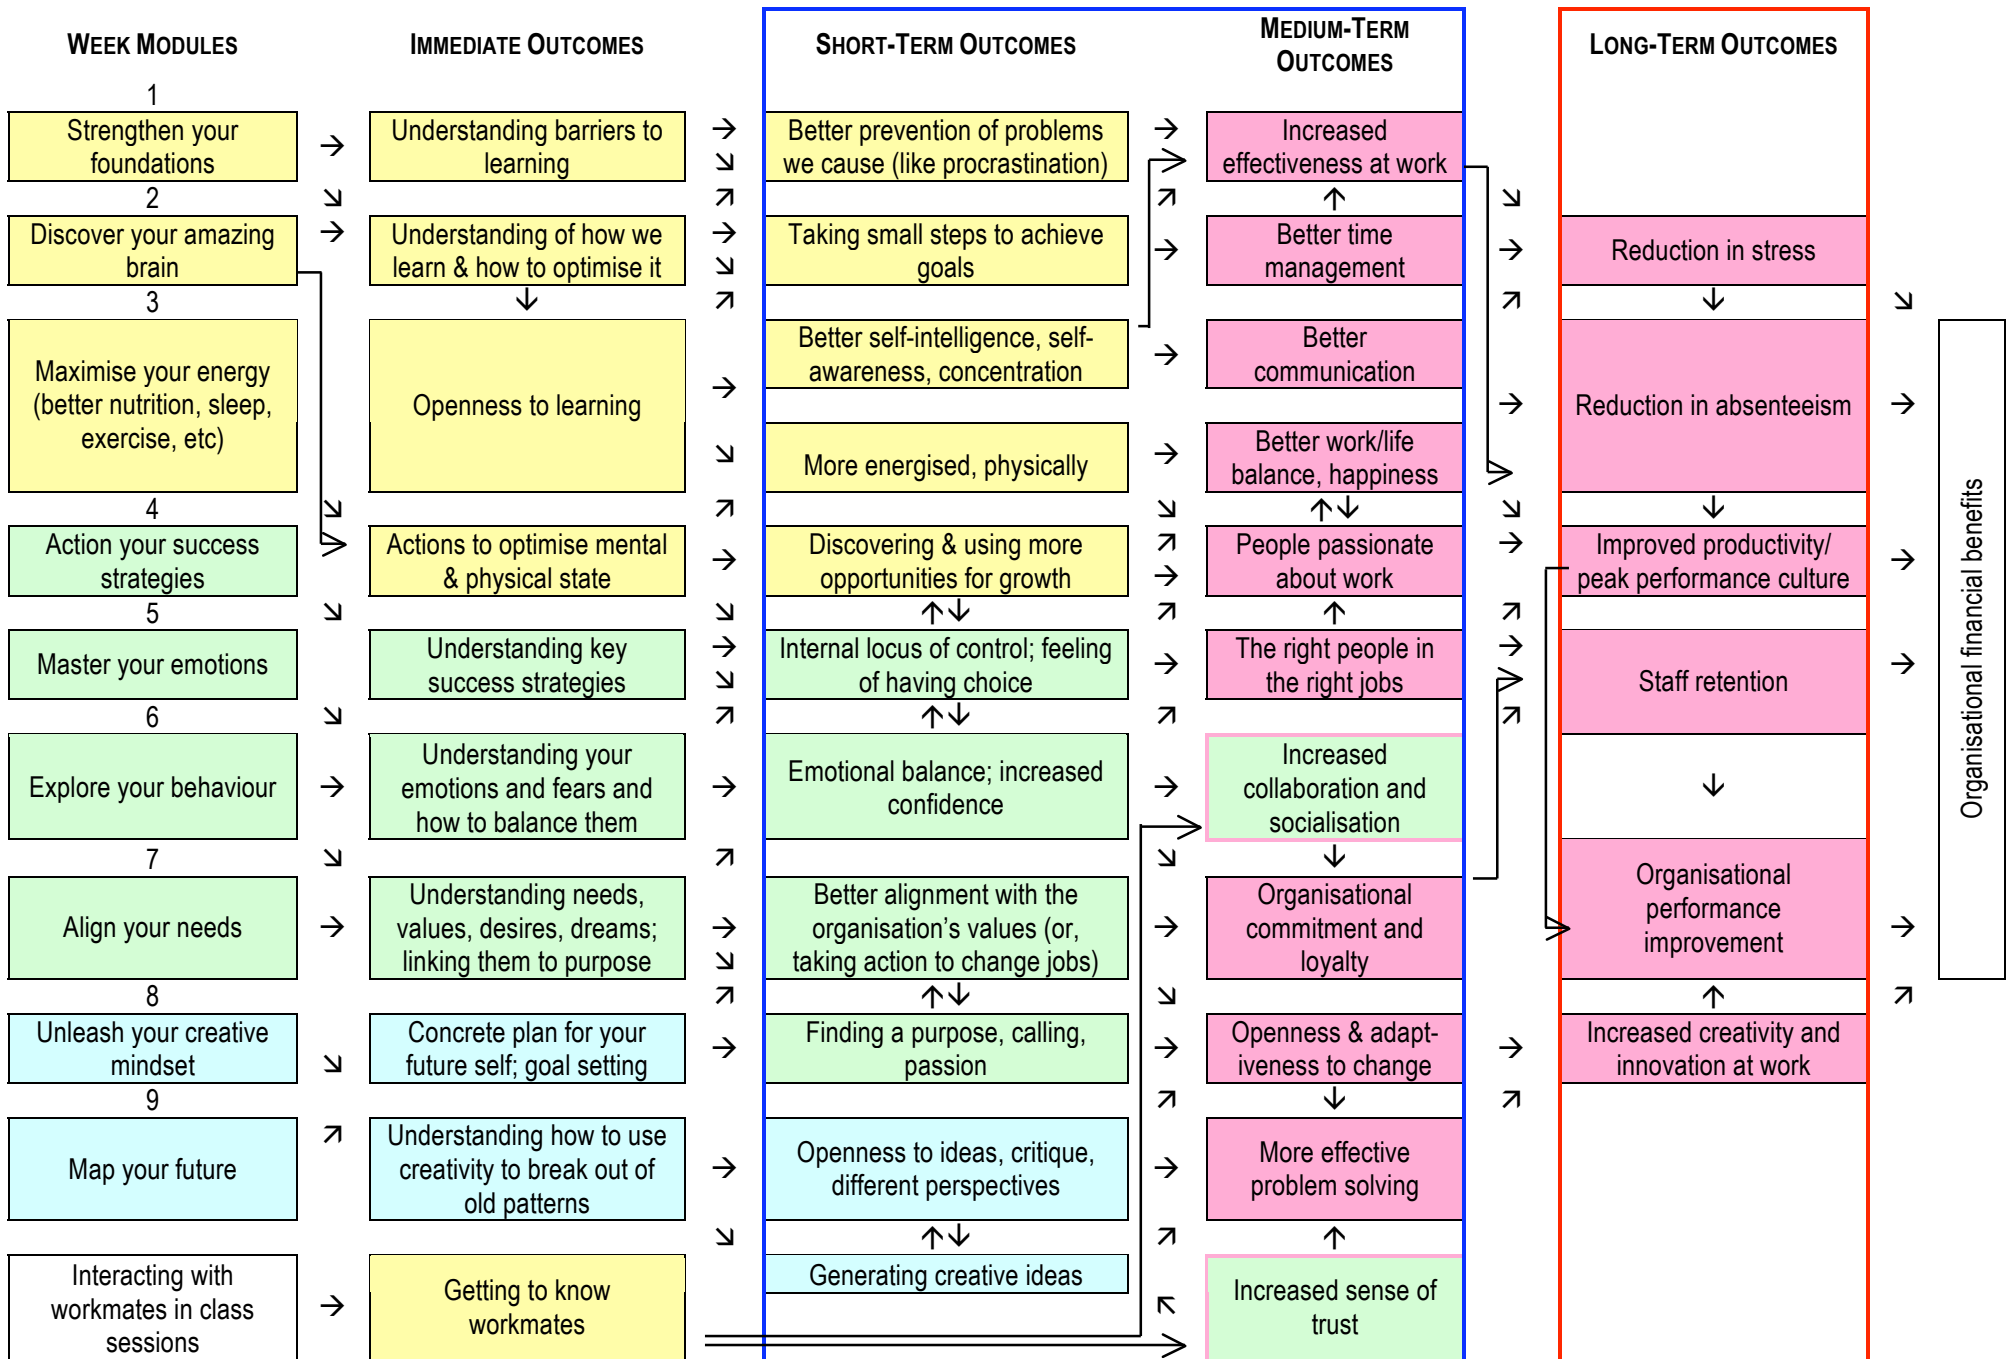 WEEK MODULES
IMMEDIATE OUTCOMES
SHORT-TERM OUTCOMES
MEDIUM-TERM
OUTCOMES
LONG-TERM OUTCOMES
1
Strengthen your
foundations
→
Understanding barriers to
learning
→
↘
Better prevention of problems
we cause (like procrastination)
→
Increased
effectiveness at work
2
↘
↗
↗
↑
↘
Discover your amazing
brain
→
Understanding of how we
learn & how to optimise it
→
↘
Taking small steps to achieve
goals
→
Better time
management
→
Reduction in stress
3
↓
↗
↗
↓
↘
Maximise your energy
(better nutrition, sleep,
exercise, etc)
Openness to learning
→
↘
Better self-intelligence, self-
awareness, concentration
→
Better
communication
→
Reduction in absenteeism
→
More energised, physically
→
Better work/life
balance, happiness
4
↘
↗
↘
↑↓
↘
↓
Action your success
strategies
Actions to optimise mental
& physical state
→
Discovering & using more
opportunities for growth
↗
→
People passionate
about work
→
Improved productivity/
peak performance culture
→
5
↘
↘
↑↓
↗
↑
↗
Master your emotions
Understanding key
success strategies
→
↘
Internal locus of control; feeling
of having choice
→
The right people in
the right jobs
→
Staff retention
→
6
↘
↗
↑↓
↗
↗
Explore your behaviour
→
Understanding your
emotions and fears and
how to balance them
→
Emotional balance; increased
confidence
→
Increased
collaboration and
socialisation
↓
7
↘
↗
↘
↓
Align your needs
→
Understanding needs,
values, desires, dreams;
linking them to purpose
→
↘
Better alignment with the
organisation's values (or,
taking action to change jobs)
→
Organisational
commitment and
loyalty
Organisational
performance
improvement
→
8
↗
↑↓
↘
↑
↗
Unleash your creative
mindset
↘
Concrete plan for your
future self; goal setting
→
Finding a purpose, calling,
passion
→
Openness & adapt-
iveness to change
→
Increased creativity and
innovation at work
9
↗
↓
↗
Map your future
↗
Understanding how to use
creativity to break out of
old patterns
→
Openness to ideas, critique,
different perspectives
→
More effective
problem solving
↘
↑↓
↗
↑
Interacting with
workmates in class
sessions
→
Getting to know
workmates
Generating creative ideas
↖
Increased sense of
trust
Organisational financial benefits